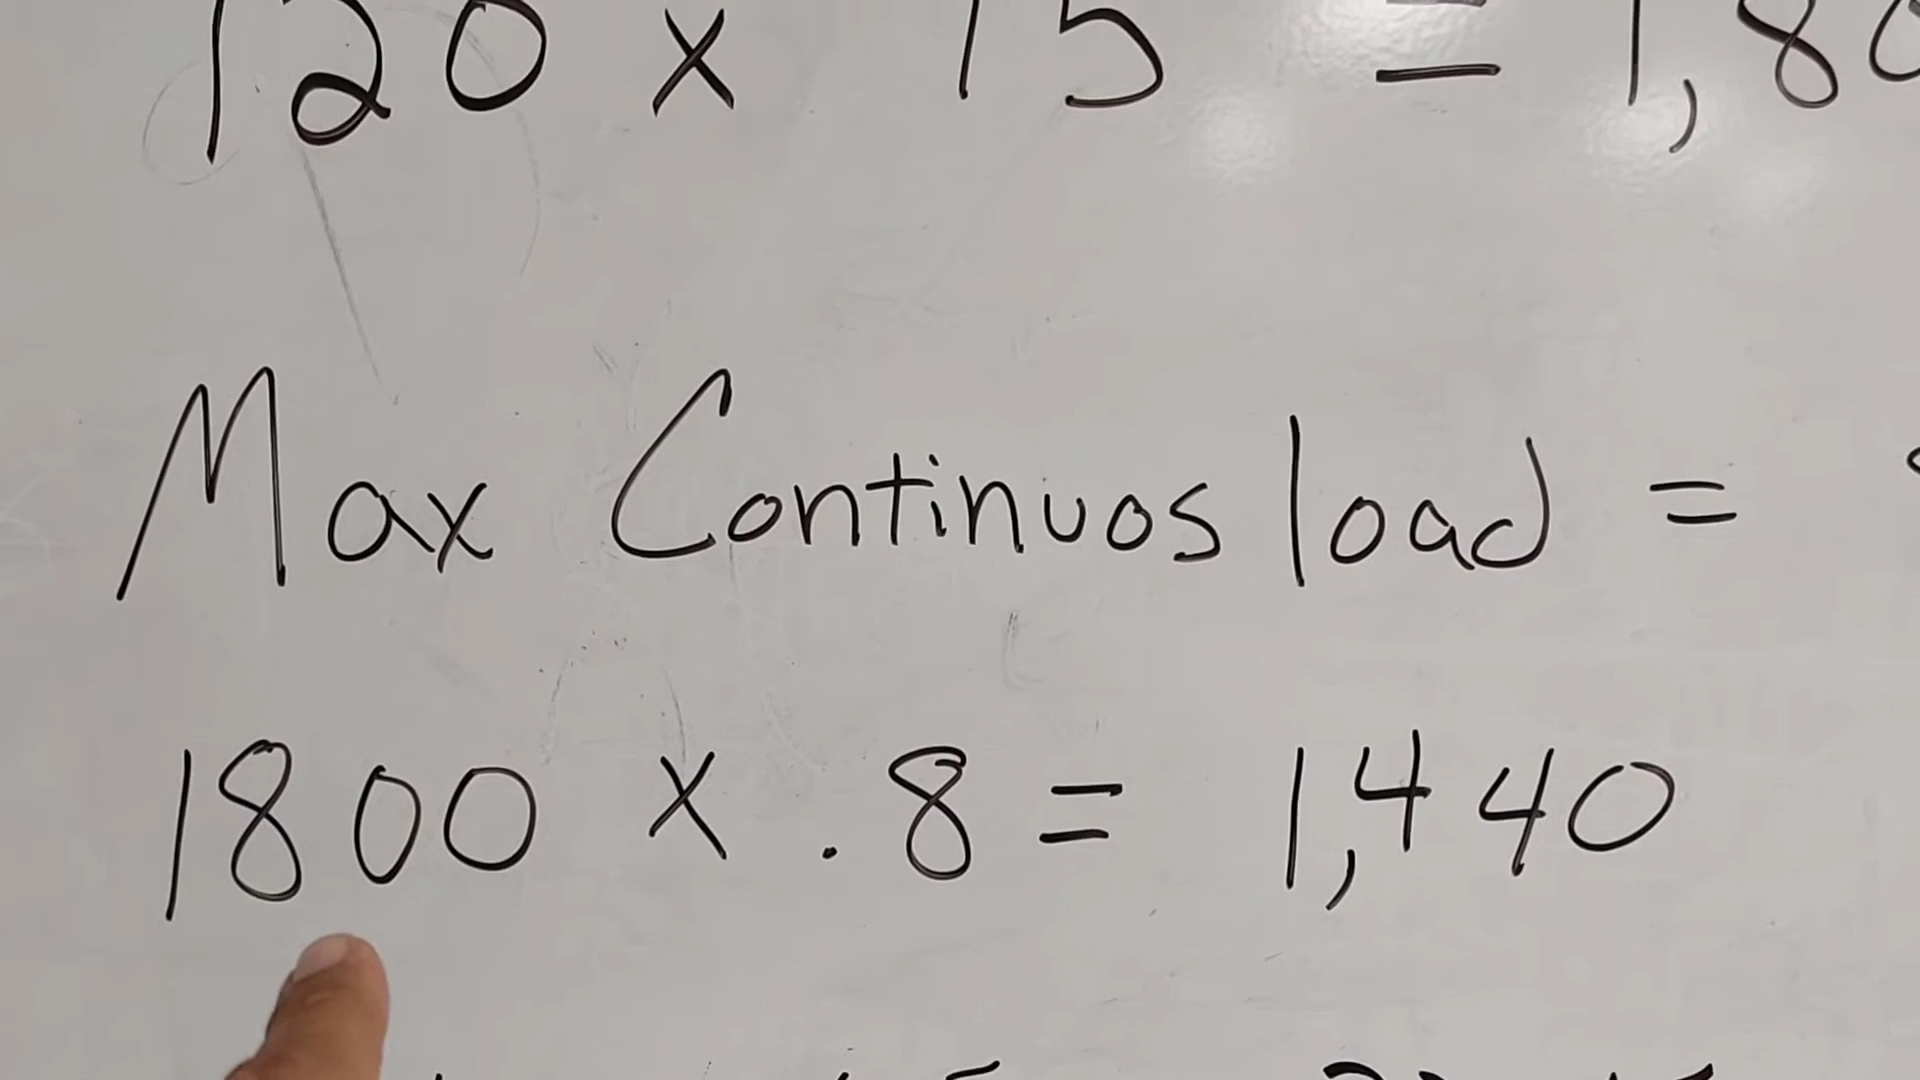 120 x 15 = 1,80
Max Continuos load =
1800 x .8 = 1,440